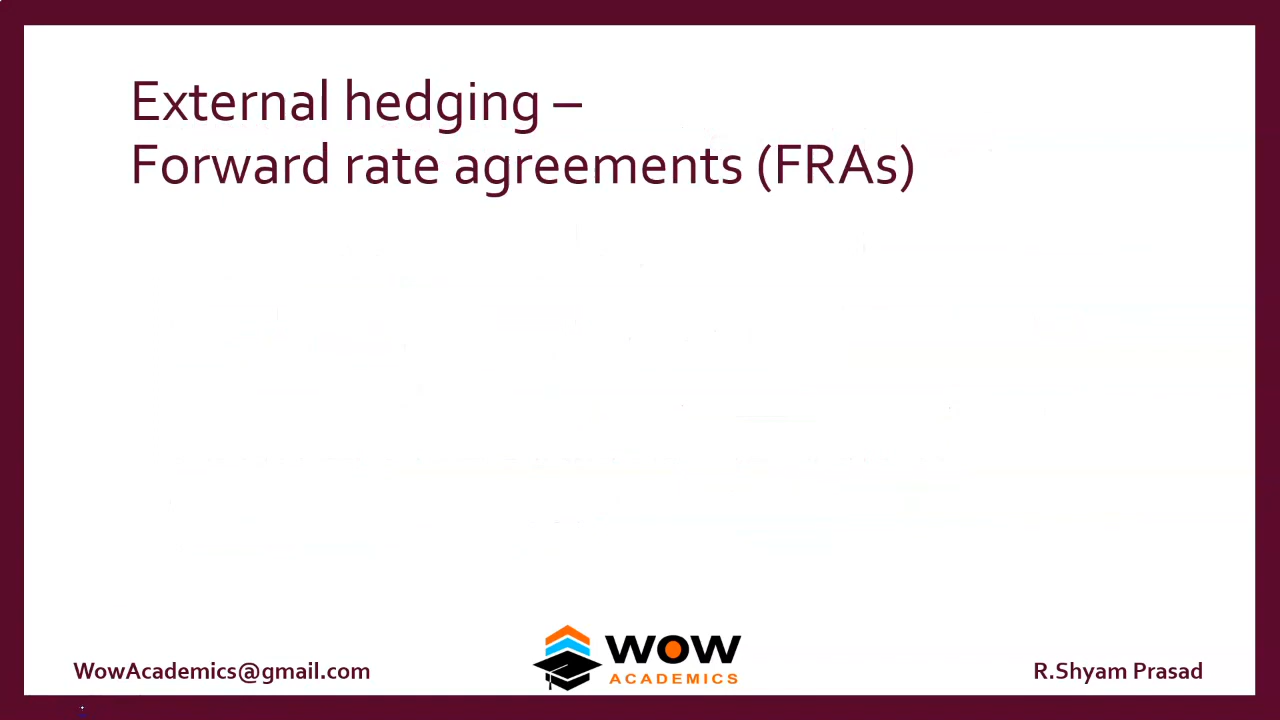 External hedging –
Forward rate agreements (FRAs)
WowAcademics@gmail.com
WOW
ACADEMICS
R.Shyam Prasad